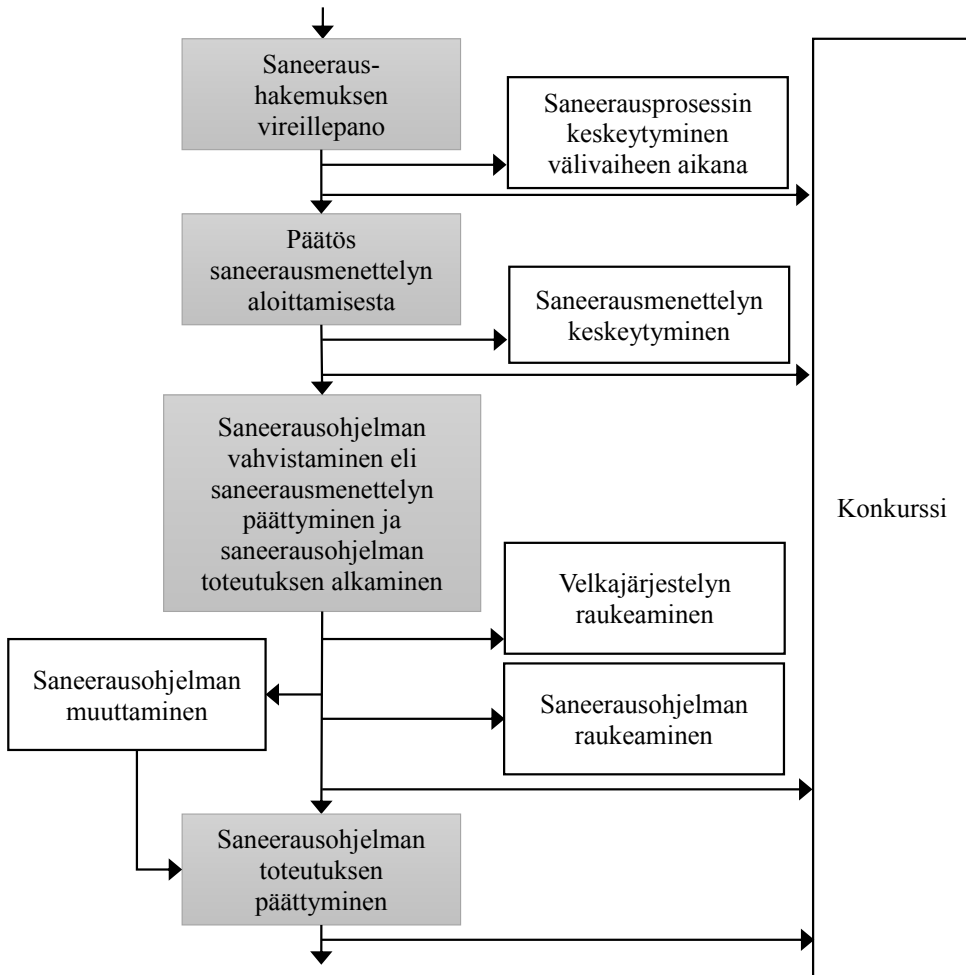 Saneeraus-
hakemuksen
vireillepano
Saneerausprosessin
keskeytyminen
välivaiheen aikana
Päätös
saneerausmenettelyn
aloittamisesta
Saneerausmenettelyn
keskeytyminen
Saneerausohjelman
vahvistaminen eli
saneerausmenettelyn
päättyminen ja
saneerausohjelman
toteutuksen alkaminen
Konkurssi
Velkajärjestelyn
raukeaminen
Saneerausohjelman
muuttaminen
Saneerausohjelman
raukeaminen
Saneerausohjelman
toteutuksen
päättyminen